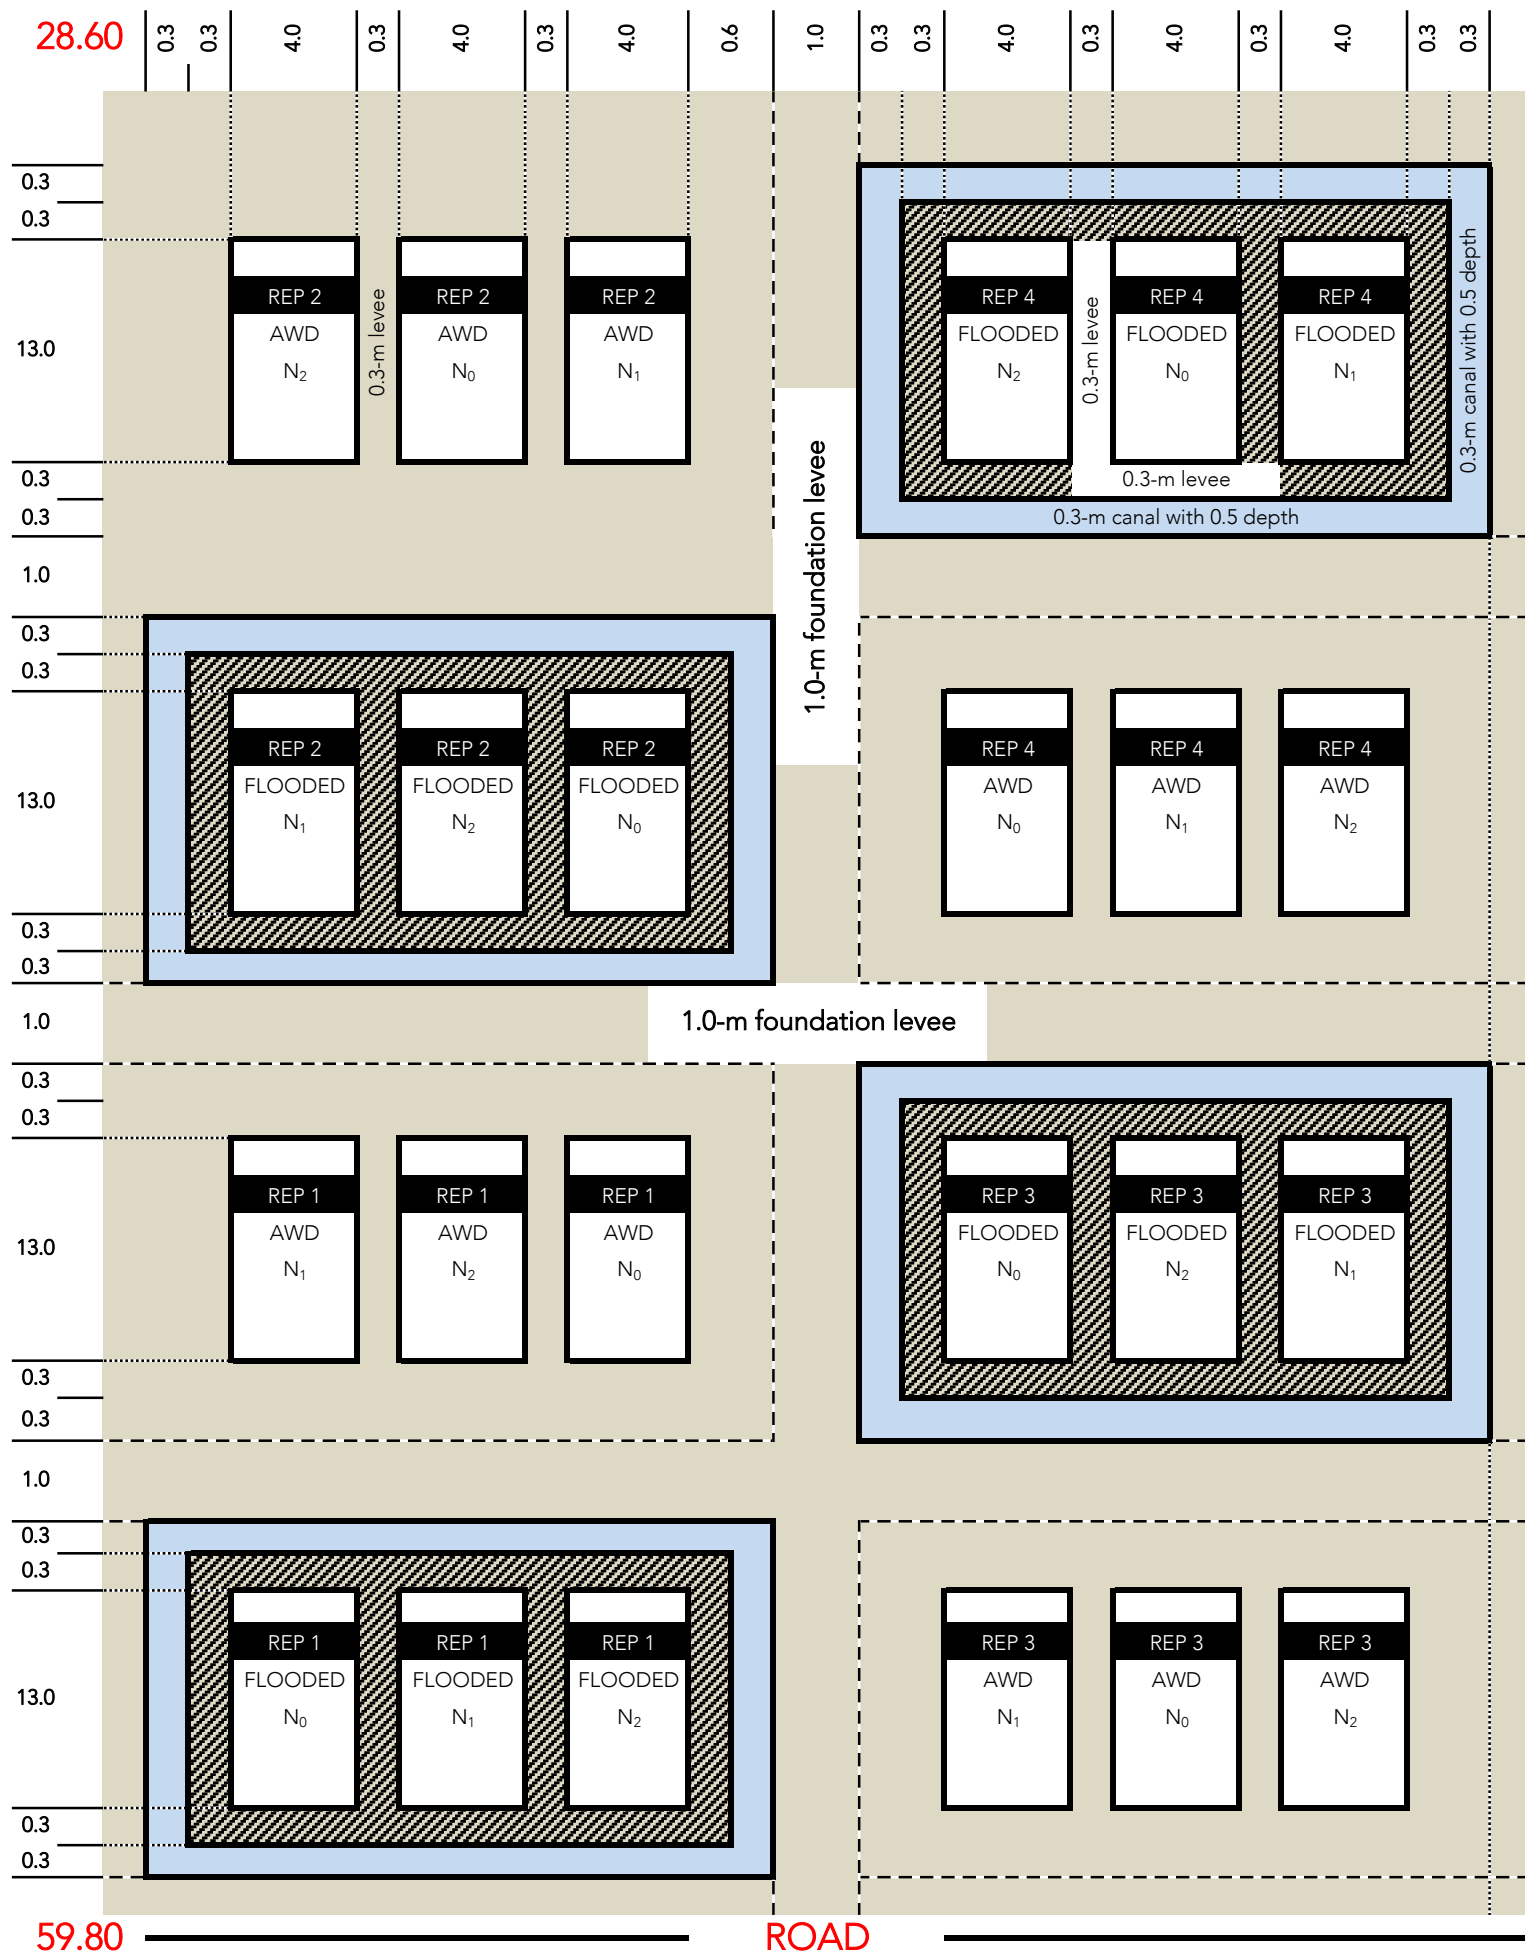 28.60
0.3 0.3 4.0 0.3 4.0 0.3 4.0 0.6 1.0 0.3 0.3 4.0 0.3 4.0 0.3 4.0 0.3 0.3
0.3
0.3
13.0
0.3
0.3
1.0
0.3
0.3
13.0
0.3
0.3
1.0
0.3
0.3
13.0
0.3
0.3
1.0
0.3
0.3
13.0
0.3
0.3
REP 2 REP 2 REP 2
AWD AWD AWD
N2 N0 N1
0.3-m levee
REP 4 REP 4 REP 4
FLOODED FLOODED FLOODED
N2 N0 N1
0.3-m levee
0.3-m levee
0.3-m canal with 0.5 depth
0.3-m canal with 0.5 depth
1.0-m foundation levee
REP 2 REP 2 REP 2
FLOODED FLOODED FLOODED
N1 N2 N0
REP 4 REP 4 REP 4
AWD AWD AWD
N0 N1 N2
1.0-m foundation levee
REP 1 REP 1 REP 1
AWD AWD AWD
N1 N2 N0
REP 3 REP 3 REP 3
FLOODED FLOODED FLOODED
N0 N2 N1
REP 1 REP 1 REP 1
FLOODED FLOODED FLOODED
N0 N1 N2
REP 3 REP 3 REP 3
AWD AWD AWD
N1 N0 N2
59.80
ROAD